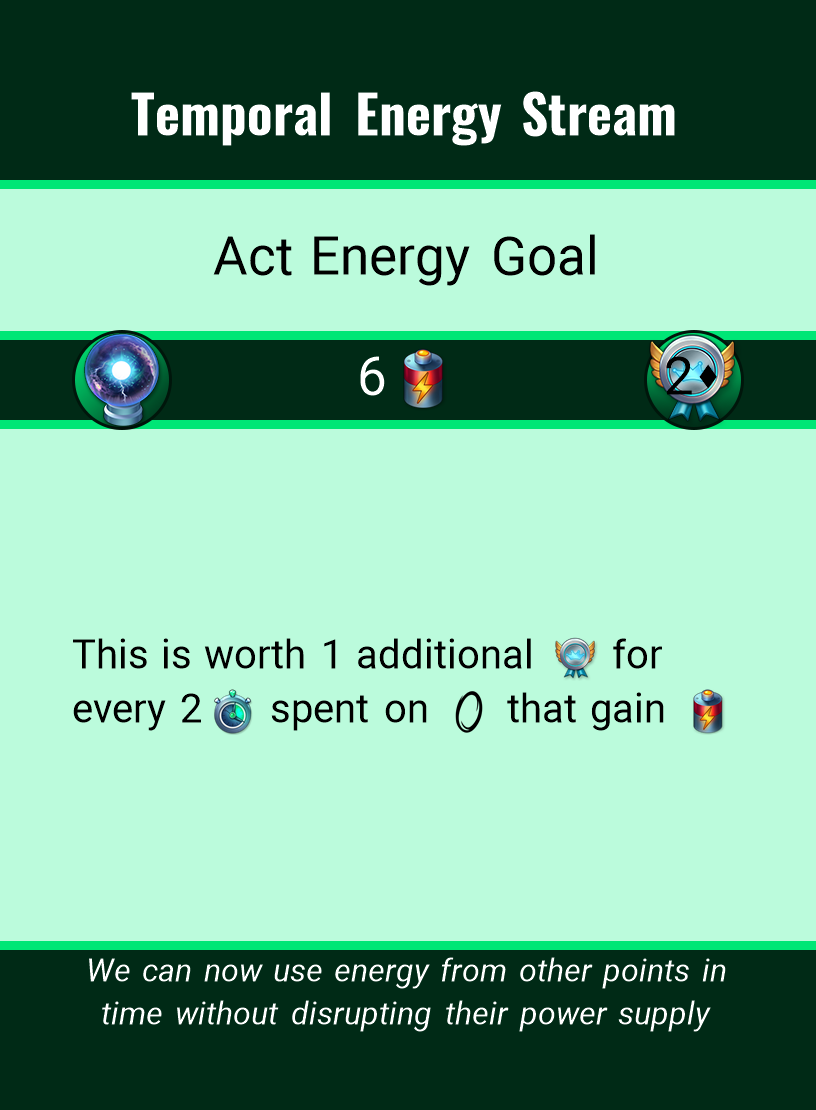 Temporal Energy Stream
Act Energy Goal
6
2♦
This is worth 1 additional for
every 2 spent on 0 that gain
We can now use energy from other points in
time without disrupting their power supply